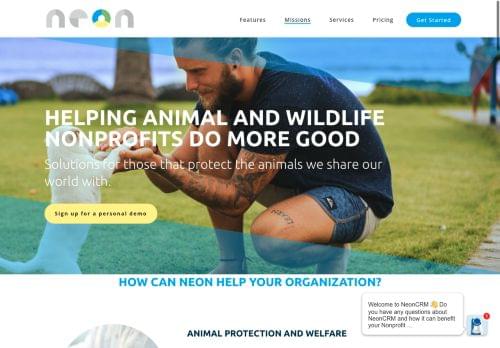 neon
Features
Missions
Services
Pricing
Get Started
HELPING ANIMAL AND WILDLIFE
NONPROFITS DO MORE GOOD
Solutions for those that protect the animals we share our
world with.
Sign up for a personal demo
HOW CAN NEON HELP YOUR ORGANIZATION?
ANIMAL PROTECTION AND WELFARE
Welcome to NeonCRM 👋 Do
you have any questions about
NeonCRM and how it can benefit
your Nonprofit ...
1